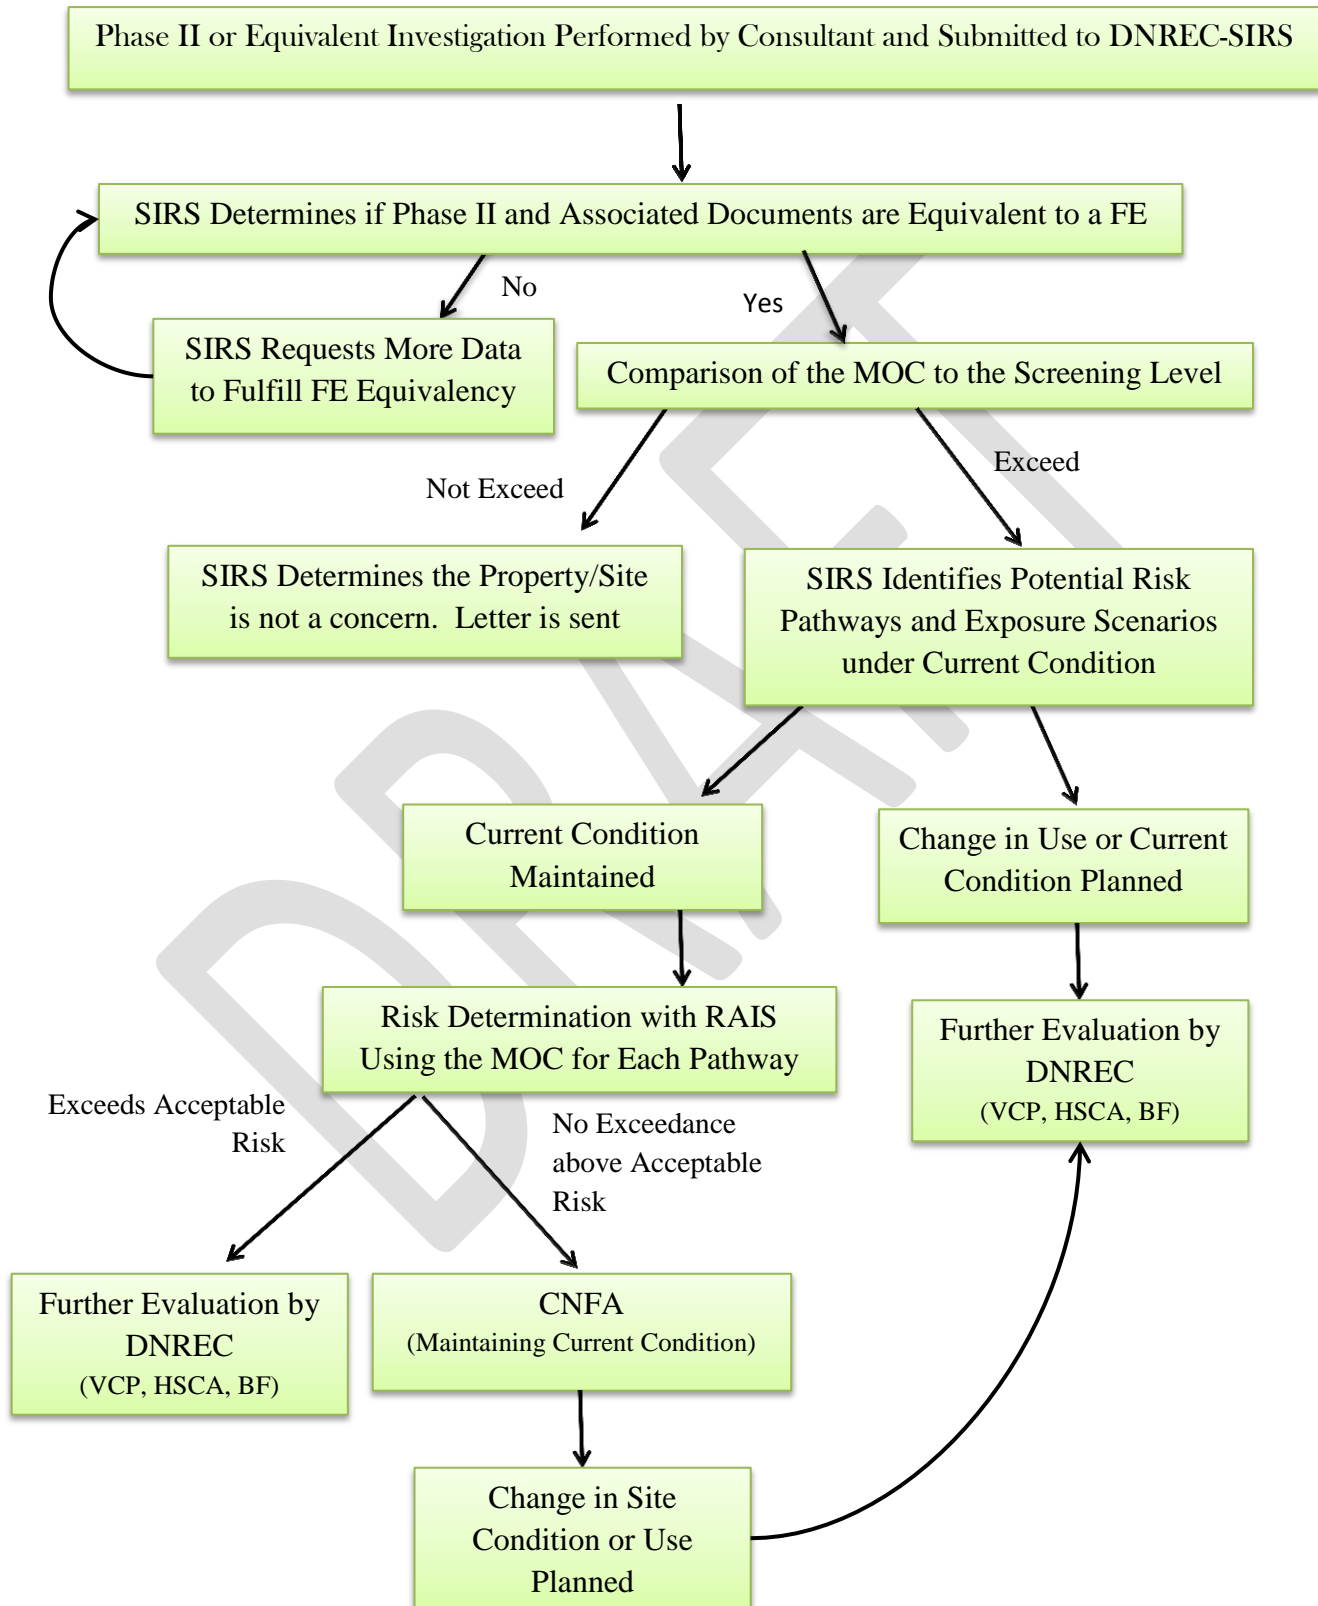 Phase II or Equivalent Investigation Performed by Consultant and Submitted to DNREC-SIRS
SIRS Determines if Phase II and Associated Documents are Equivalent to a FE
No
Yes
SIRS Requests More Data
to Fulfill FE Equivalency
Comparison of the MOC to the Screening Level
Not Exceed
Exceed
SIRS Determines the Property/Site
is not a concern.  Letter is sent
SIRS Identifies Potential Risk
Pathways and Exposure Scenarios
under Current Condition
Current Condition
Maintained
Change in Use or Current
Condition Planned
Risk Determination with RAIS
Using the MOC for Each Pathway
Further Evaluation by
DNREC
(VCP, HSCA, BF)
Exceeds Acceptable
Risk
No Exceedance
above Acceptable
Risk
Further Evaluation by
DNREC
(VCP, HSCA, BF)
CNFA
(Maintaining Current Condition)
Change in Site
Condition or Use
Planned
DRAFT